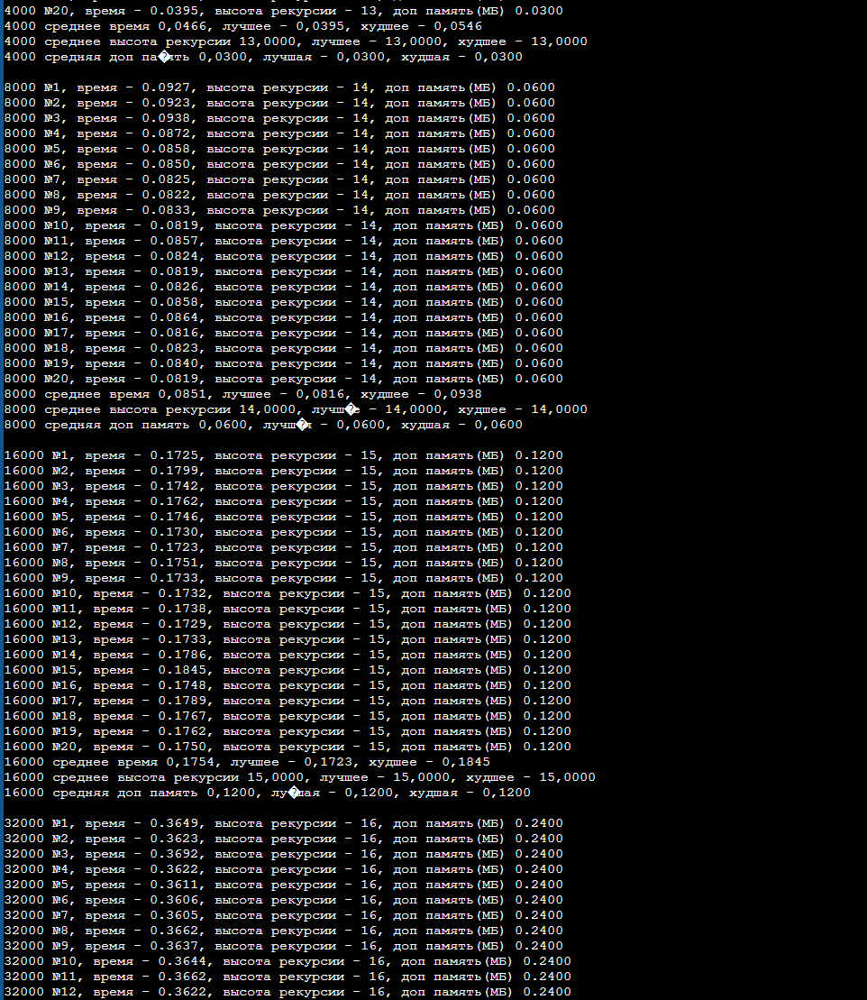 4000 №20, время - 0.0395, высота рекурсии - 13, доп память(МБ) 0.0300
4000 среднее время 0,0466, лучшее - 0,0395, худшее - 0,0546
4000 среднее высота рекурсии 13,0000, лучшее - 13,0000, худшее - 13,0000
4000 средняя доп па�ять 0,0300, лучшая - 0,0300, худшая - 0,0300
8000 №1, время - 0.0927, высота рекурсии - 14, доп память(МБ) 0.0600
8000 №2, время - 0.0923, высота рекурсии - 14, доп память(МБ) 0.0600
8000 №3, время - 0.0938, высота рекурсии - 14, доп память(МБ) 0.0600
8000 №4, время - 0.0872, высота рекурсии - 14, доп память(МБ) 0.0600
8000 №5, время - 0.0858, высота рекурсии - 14, доп память(МБ) 0.0600
8000 №6, время - 0.0850, высота рекурсии - 14, доп память(МБ) 0.0600
8000 №7, время - 0.0825, высота рекурсии - 14, доп память(МБ) 0.0600
8000 №8, время - 0.0822, высота рекурсии - 14, доп память(МБ) 0.0600
8000 №9, время - 0.0833, высота рекурсии - 14, доп память(МБ) 0.0600
8000 №10, время - 0.0819, высота рекурсии - 14, доп память(МБ) 0.0600
8000 №11, время - 0.0857, высота рекурсии - 14, доп память(МБ) 0.0600
8000 №12, время - 0.0824, высота рекурсии - 14, доп память(МБ) 0.0600
8000 №13, время - 0.0819, высота рекурсии - 14, доп память(МБ) 0.0600
8000 №14, время - 0.0826, высота рекурсии - 14, доп память(МБ) 0.0600
8000 №15, время - 0.0858, высота рекурсии - 14, доп память(МБ) 0.0600
8000 №16, время - 0.0864, высота рекурсии - 14, доп память(МБ) 0.0600
8000 №17, время - 0.0816, высота рекурсии - 14, доп память(МБ) 0.0600
8000 №18, время - 0.0823, высота рекурсии - 14, доп память(МБ) 0.0600
8000 №19, время - 0.0840, высота рекурсии - 14, доп память(МБ) 0.0600
8000 №20, время - 0.0819, высота рекурсии - 14, доп память(МБ) 0.0600
8000 среднее время 0,0851, лучшее - 0,0816, худшее - 0,0938
8000 среднее высота рекурсии 14,0000, лучш�е - 14,0000, худшее - 14,0000
8000 средняя доп память 0,0600, лучш�я - 0,0600, худшая - 0,0600
16000 №1, время - 0.1725, высота рекурсии - 15, доп память(МБ) 0.1200
16000 №2, время - 0.1799, высота рекурсии - 15, доп память(МБ) 0.1200
16000 №3, время - 0.1742, высота рекурсии - 15, доп память(МБ) 0.1200
16000 №4, время - 0.1762, высота рекурсии - 15, доп память(МБ) 0.1200
16000 №5, время - 0.1746, высота рекурсии - 15, доп память(МБ) 0.1200
16000 №6, время - 0.1730, высота рекурсии - 15, доп память(МБ) 0.1200
16000 №7, время - 0.1723, высота рекурсии - 15, доп память(МБ) 0.1200
16000 №8, время - 0.1751, высота рекурсии - 15, доп память(МБ) 0.1200
16000 №9, время - 0.1733, высота рекурсии - 15, доп память(МБ) 0.1200
16000 №10, время - 0.1732, высота рекурсии - 15, доп память(МБ) 0.1200
16000 №11, время - 0.1738, высота рекурсии - 15, доп память(МБ) 0.1200
16000 №12, время - 0.1729, высота рекурсии - 15, доп память(МБ) 0.1200
16000 №13, время - 0.1733, высота рекурсии - 15, доп память(МБ) 0.1200
16000 №14, время - 0.1786, высота рекурсии - 15, доп память(МБ) 0.1200
16000 №15, время - 0.1845, высота рекурсии - 15, доп память(МБ) 0.1200
16000 №16, время - 0.1748, высота рекурсии - 15, доп память(МБ) 0.1200
16000 №17, время - 0.1789, высота рекурсии - 15, доп память(МБ) 0.1200
16000 №18, время - 0.1767, высота рекурсии - 15, доп память(МБ) 0.1200
16000 №19, время - 0.1762, высота рекурсии - 15, доп память(МБ) 0.1200
16000 №20, время - 0.1750, высота рекурсии - 15, доп память(МБ) 0.1200
16000 среднее время 0,1754, лучшее - 0,1723, худшее - 0,1845
16000 среднее высота рекурсии 15,0000, лучшее - 15,0000, худшее - 15,0000
16000 средняя доп память 0,1200, лу�шая - 0,1200, худшая - 0,1200
32000 №1, время - 0.3649, высота рекурсии - 16, доп память(МБ) 0.2400
32000 №2, время - 0.3623, высота рекурсии - 16, доп память(МБ) 0.2400
32000 №3, время - 0.3692, высота рекурсии - 16, доп память(МБ) 0.2400
32000 №4, время - 0.3622, высота рекурсии - 16, доп память(МБ) 0.2400
32000 №5, время - 0.3611, высота рекурсии - 16, доп память(МБ) 0.2400
32000 №6, время - 0.3606, высота рекурсии - 16, доп память(МБ) 0.2400
32000 №7, время - 0.3605, высота рекурсии - 16, доп память(МБ) 0.2400
32000 №8, время - 0.3662, высота рекурсии - 16, доп память(МБ) 0.2400
32000 №9, время - 0.3637, высота рекурсии - 16, доп память(МБ) 0.2400
32000 №10, время - 0.3644, высота рекурсии - 16, доп память(МБ) 0.2400
32000 №11, время - 0.3662, высота рекурсии - 16, доп память(МБ) 0.2400
32000 №12, время - 0.3622, высота рекурсии - 16, доп память(МБ) 0.2400